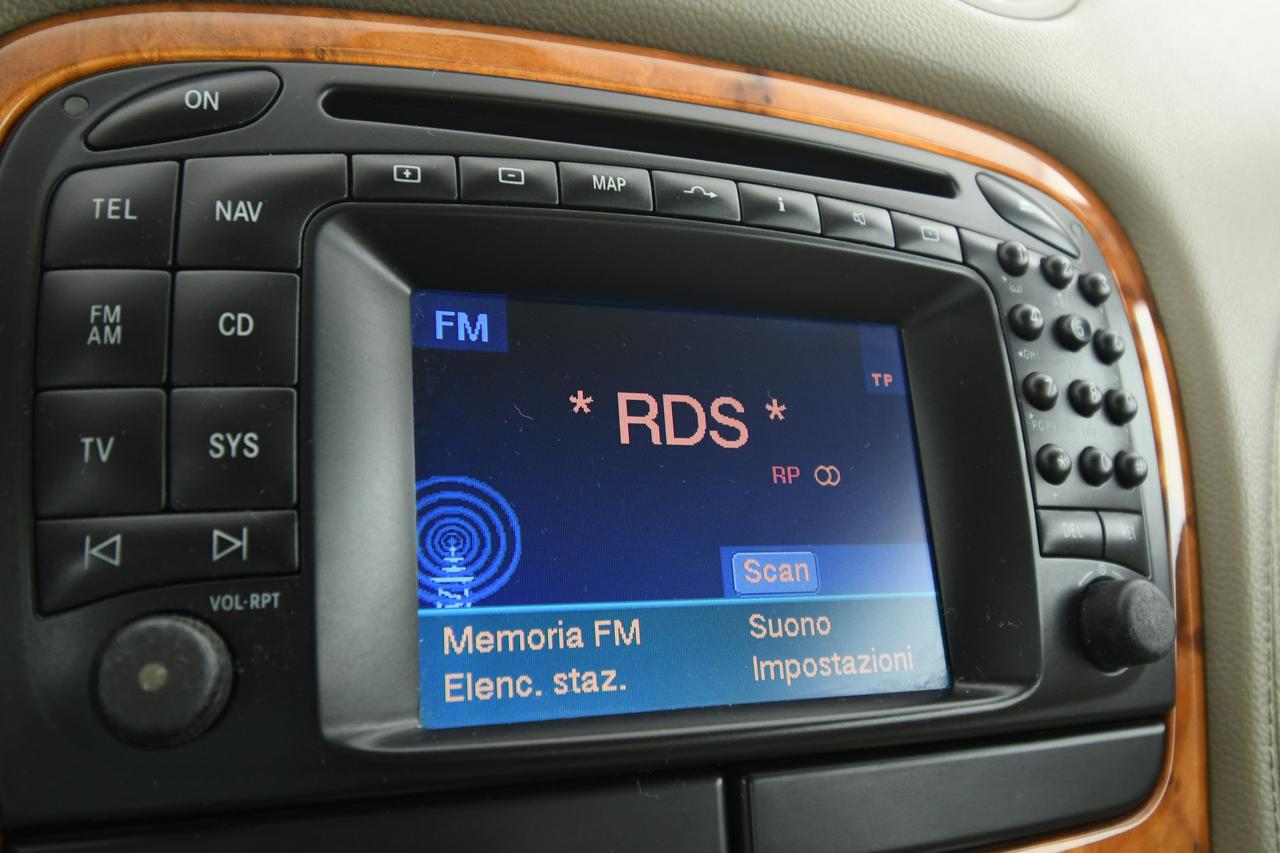 ON
TEL
NAV
MAP
i
FM
AM
CD
TV
SYS
VOL·RPT
FM
TP
* RDS *
RP
Scan
Memoria FM
Suono
Elenc. staz.
Impostazioni
DEL